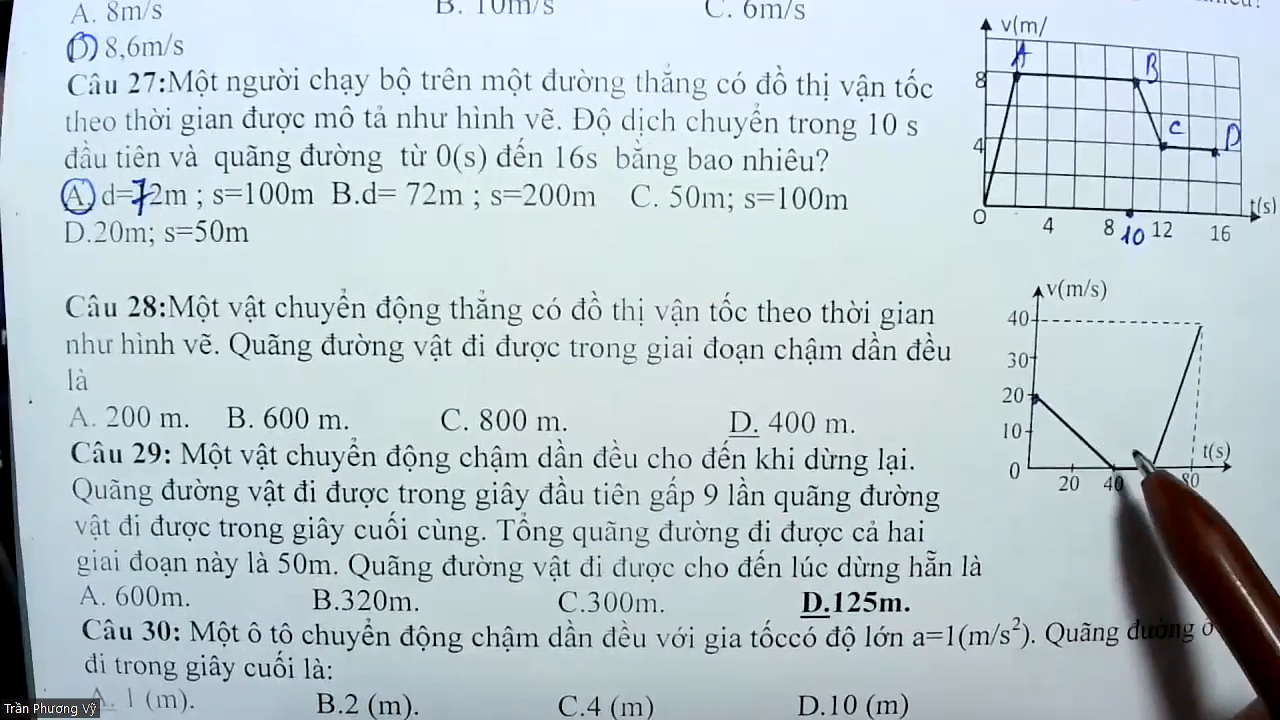 A. 8m/s B. 10m/s C. 6m/s
D 8,6m/s
Câu 27:Một người chạy bộ trên một đường thẳng có đồ thị vận tốc
theo thời gian được mô tả như hình vẽ. Độ dịch chuyển trong 10 s
đầu tiên và quãng đường từ 0(s) đến 16s bằng bao nhiêu?
A. d=72m ; s=100m B.d= 72m ; s=200m C. 50m; s=100m
D.20m; s=50m
v(m/
A B
8
C D
4
O 4 8 10 12 16 t(s)
Câu 28:Một vật chuyển động thẳng có đồ thị vận tốc theo thời gian
như hình vẽ. Quãng đường vật đi được trong giai đoạn chậm dần đều
là
A. 200 m. B. 600 m. C. 800 m. D. 400 m.
v(m/s)
40
30
20
10
t(s)
0 20 40 80
Câu 29: Một vật chuyển động chậm dần đều cho đến khi dừng lại.
Quãng đường vật đi được trong giây đầu tiên gấp 9 lần quãng đường
vật đi được trong giây cuối cùng. Tổng quãng đường đi được cả hai
giai đoạn này là 50m. Quãng đường vật đi được cho đến lúc dừng hẵn là
A. 600m. B.320m. C.300m. D.125m.
Câu 30: Một ô tô chuyển động chậm dần đều với gia tốccó độ lớn a=1(m/s²). Quãng đường ô
đi trong giây cuối là:
A. 1 (m). B.2 (m). C.4 (m) D.10 (m)
Trần Phương Vỹ